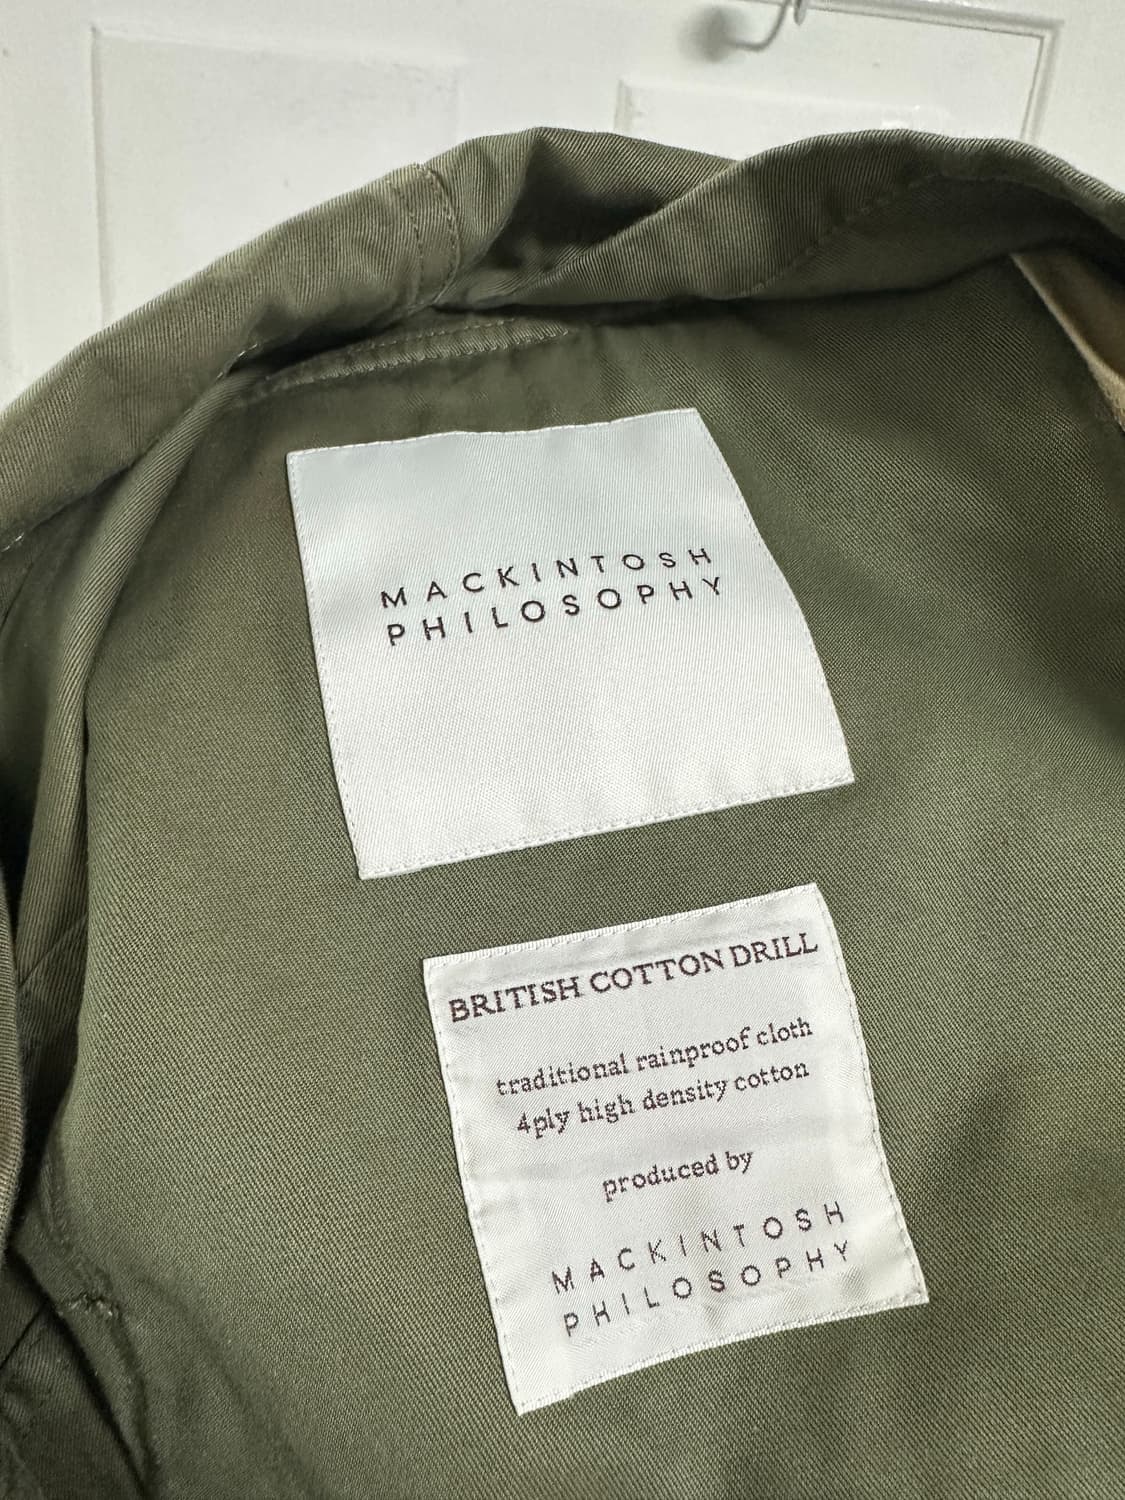 MACKINTOSH
PHILOSOPHY
BRITISH COTTON DRILL
traditional rainproof cloth
4ply high density cotton
produced by
MACKINTOSH
PHILOSOPHY